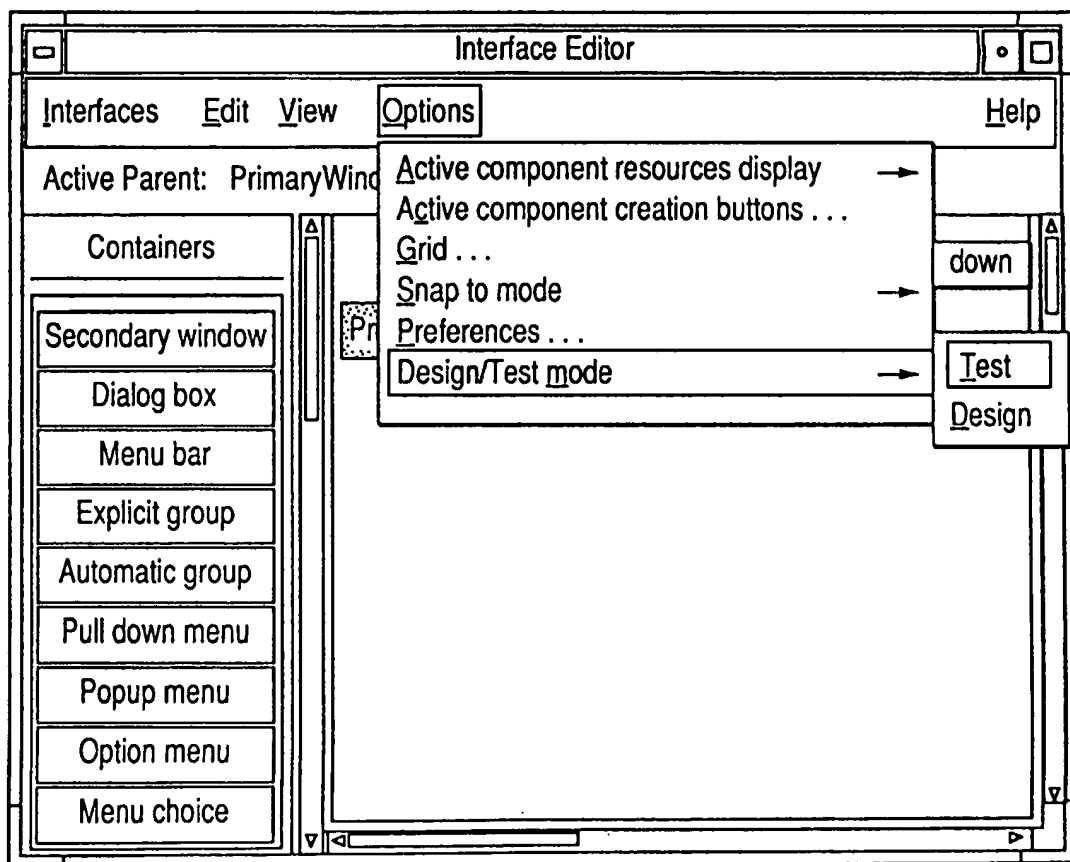 Interface Editor
Interfaces Edit View Options Help
Active Parent: PrimaryWind
Active component resources display
Active component creation buttons . . .
Grid . . .
Snap to mode
Preferences . . .
Design/Test mode
Test
Design
down
Pr
Containers
Secondary window
Dialog box
Menu bar
Explicit group
Automatic group
Pull down menu
Popup menu
Option menu
Menu choice